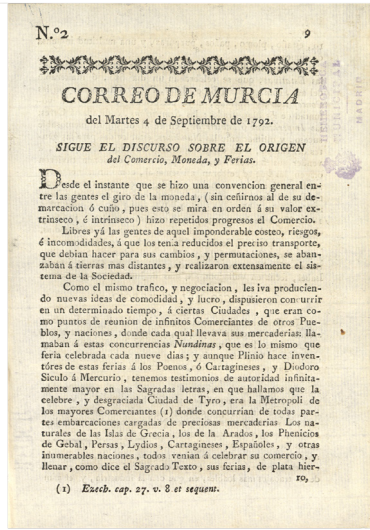 N.º2
9
CORREO DE MURCIA
del Martes 4 de Septiembre de 1792.
SIGUE EL DISCURSO SOBRE EL ORIGEN
del Comercio, Moneda, y Ferias.
Desde el instante que se hizo una convencion general en-
tre las gentes el giro de la moneda, (sin ceñirnos al de su de-
marcacion ó cuño, pues esto se mira en orden á su valor ex-
trinseco, é intrinseco) hizo repetidos progresos el Comercio.
Libres yá las gentes de aquel imponderable costeo, riesgos,
é incomodidades, á que los tenia reducidos el preciso transporte,
que debian hacer para sus cambios, y permutaciones, se aban-
zaban á tierras mas distantes, y realizaron extensamente el sis-
tema de la Sociedad.
Como el mismo trafico, y negociacion, les iva producien-
do nuevas ideas de comodidad, y lucro, dispusieron concurrir
en un determinado tiempo, á ciertas Ciudades, que eran co-
mo puntos de reunion de infinitos Comerciantes de otros Pue-
blos, y naciones, donde cada qual llevava sus mercaderias: lla-
maban á estas concurrencias Nundinas, que es lo mismo que
feria celebrada cada nueve dias; y aunque Plinio hace inven-
tóres de estas ferias á los Poenos, ó Cartagineses, y Diodoro
Siculo á Mercurio, tenemos testimonios de autoridad infinita-
mente mayor en las Sagradas letras, en que hallamos que la
celebre, y desgraciada Ciudad de Tyro, era la Metropoli de
los mayores Comerciantes (1) donde concurrian de todas par-
tes embarcaciones cargadas de preciosas mercaderias: Los na-
turales de las Islas de Grecia, los de la Arados, los Phenicios
de Gebal, Persas, Lydios, Cartagineses, Españoles, y otras
inumerables naciones, todos venian á celebrar su comercio, y
llenar, como dice el Sagrado Texto, sus ferias, de plata hier-
ro,
(1) Ezech. cap. 27. v. 8 et sequent.
HEMEROTECA
MUNICIPAL
MADRID